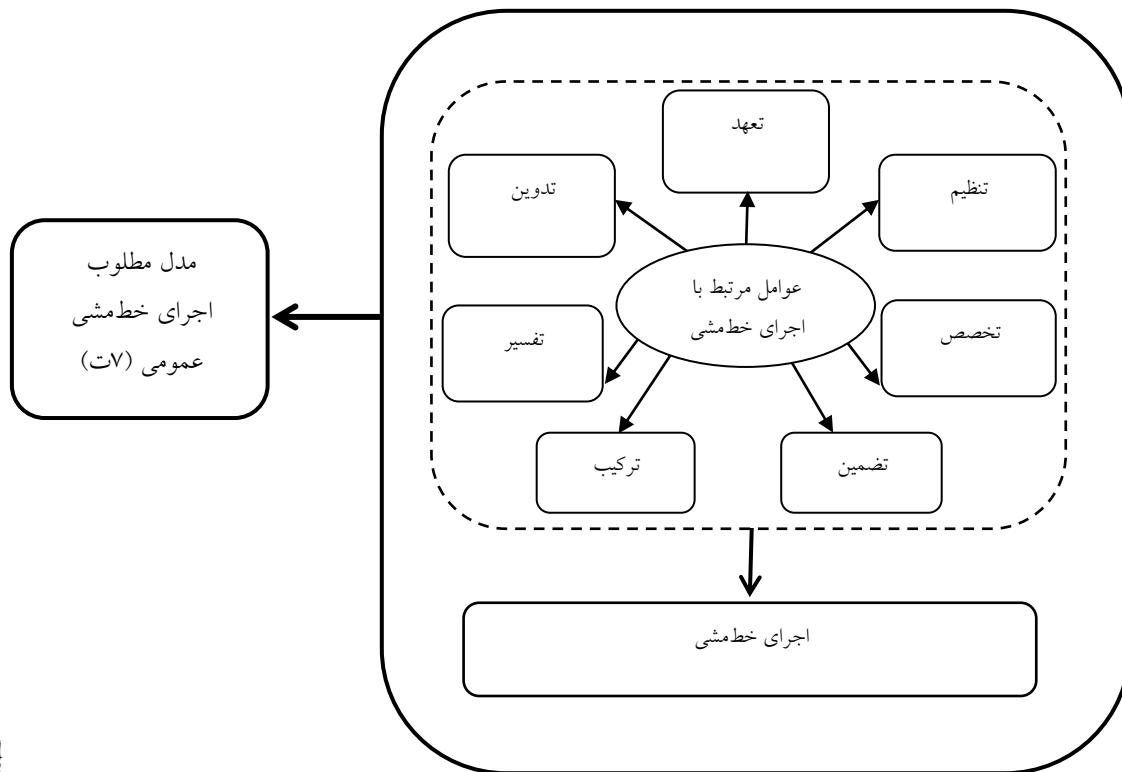 تعهد
تنظیم
تدوین
عوامل مرتبط با
اجرای خط‌مشی
تخصص
تفسیر
تضمین
ترکیب
اجرای خط‌مشی
مدل مطلوب
اجرای خط‌مشی
عمومی (۷ت)